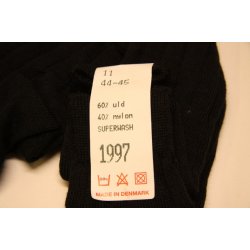 11
44-45
60% uld
40% nylon
SUPERWASH
1997
MADE IN DENMARK